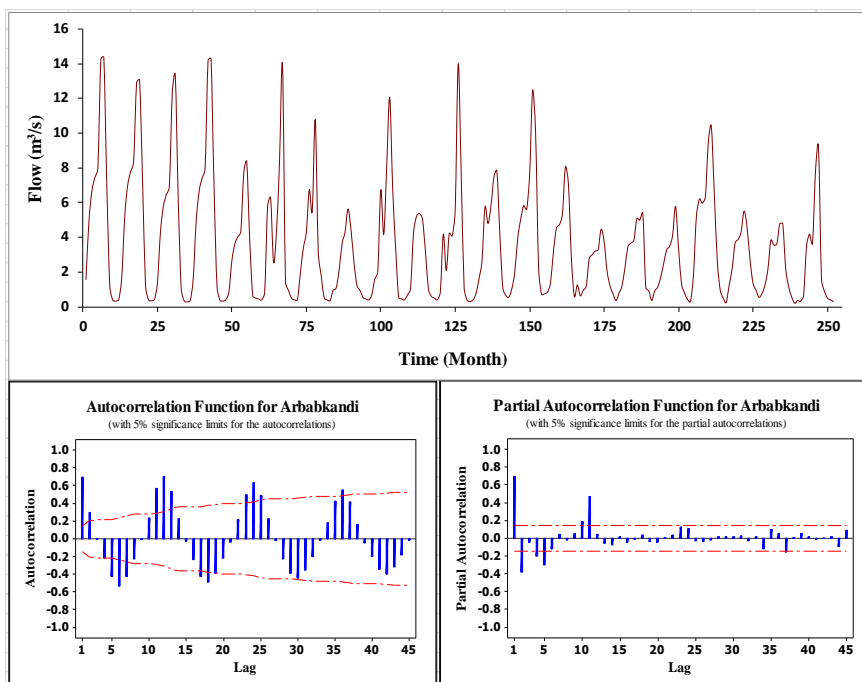 16
14
12
10
8
6
4
2
0
Flow (m³/s)
0 25 50 75 100 125 150 175 200 225 250
Time (Month)
Autocorrelation Function for Arbabkandi
(with 5% significance limits for the autocorrelations)
1.0
0.8
0.6
0.4
0.2
0.0
-0.2
-0.4
-0.6
-0.8
-1.0
Autocorrelation
1 5 10 15 20 25 30 35 40 45
Lag
Partial Autocorrelation Function for Arbabkandi
(with 5% significance limits for the partial autocorrelations)
1.0
0.8
0.6
0.4
0.2
0.0
-0.2
-0.4
-0.6
-0.8
-1.0
Partial Autocorrelation
1 5 10 15 20 25 30 35 40 45
Lag